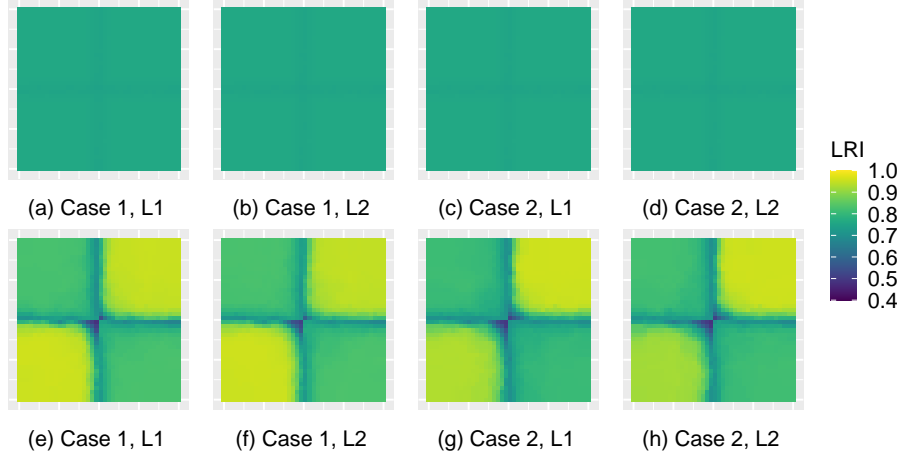 (a) Case 1, L1
(b) Case 1, L2
(c) Case 2, L1
(d) Case 2, L2
LRI
1.0
0.9
0.8
0.7
0.6
0.5
0.4
(e) Case 1, L1
(f) Case 1, L2
(g) Case 2, L1
(h) Case 2, L2